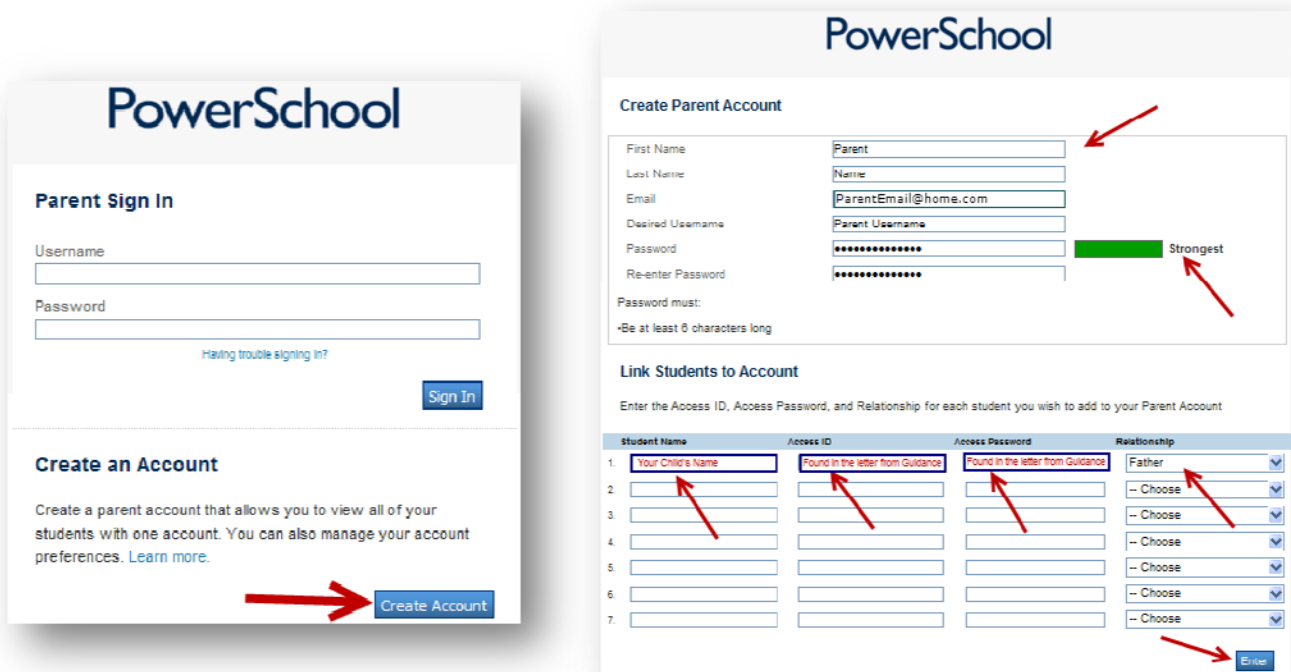 PowerSchool
Parent Sign In
Username
Password
Having trouble signing in?
Sign In
Create an Account
Create a parent account that allows you to view all of your
students with one account. You can also manage your account
preferences. Learn more.
Create Account
PowerSchool
Create Parent Account
First Name Parent
Last Name Name
Email ParentEmail@home.com
Desired Username Parent Username
Password •••••••••••••• Strongest
Re-enter Password ••••••••••••••
Password must:
•Be at least 6 characters long
Link Students to Account
Enter the Access ID, Access Password, and Relationship for each student you wish to add to your Parent Account
Student Name Access ID Access Password Relationship
1. Your Child's Name Found in the letter from Guidance Found in the letter from Guidance Father
2. -- Choose
3. -- Choose
4. -- Choose
5. -- Choose
6. -- Choose
7. -- Choose
Enter